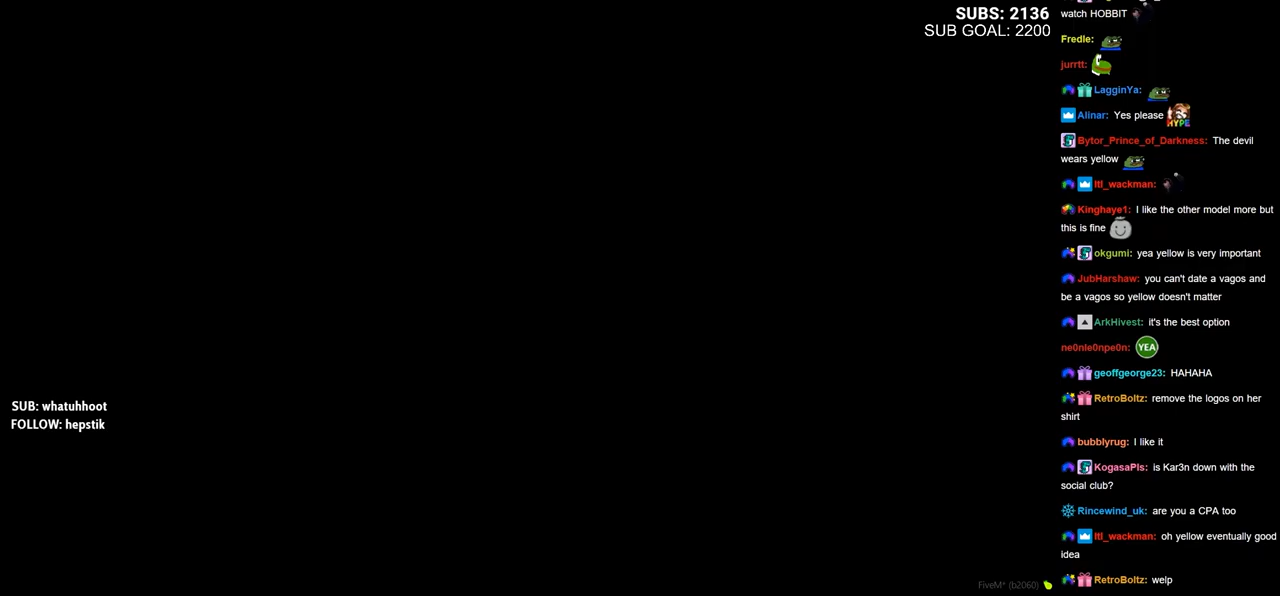 SUBS: 2136
SUB GOAL: 2200
watch HOBBIT
Fredle:
jurrtt:
LagginYa:
Alinar: Yes please
HYPE
Bytor_Prince_of_Darkness: The devil
wears yellow
ltl_wackman:
Kinghaye1: I like the other model more but
this is fine
okgumi: yea yellow is very important
JubHarshaw: you can't date a vagos and
be a vagos so yellow doesn't matter
ArkHivest: it's the best option
ne0nle0npe0n: YEA
geoffgeorge23: HAHAHA
RetroBoltz: remove the logos on her
shirt
bubblyrug: I like it
KogasaPls: is Kar3n down with the
social club?
Rincewind_uk: are you a CPA too
ltl_wackman: oh yellow eventually good
idea
RetroBoltz: welp
SUB: whatuhhoot
FOLLOW: hepstik
FiveM* (b2060)